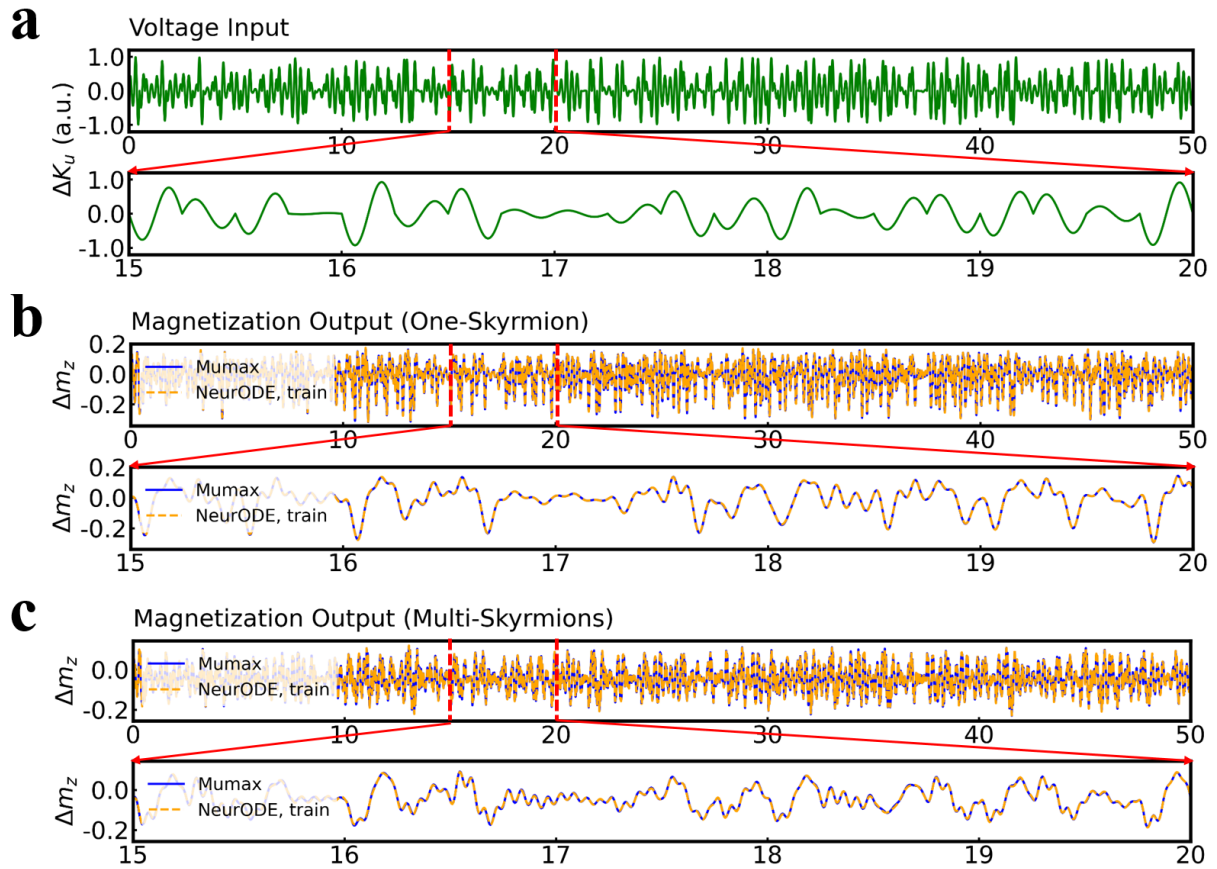 a
Voltage Input
ΔK_u (a.u.)
1.0
0.0
-1.0
0 10 20 30 40 50
1.0
0.0
-1.0
15 16 17 18 19 20
b
Magnetization Output (One-Skyrmion)
Δm_z
0.2
0.0
-0.2
Mumax
NeurODE, train
0 10 20 30 40 50
Δm_z
0.2
0.0
-0.2
Mumax
NeurODE, train
15 16 17 18 19 20
c
Magnetization Output (Multi-Skyrmions)
Δm_z
0.0
-0.2
Mumax
NeurODE, train
0 10 20 30 40 50
Δm_z
0.0
-0.2
Mumax
NeurODE, train
15 16 17 18 19 20